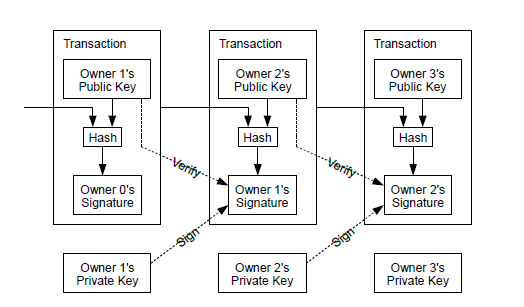 Transaction
Transaction
Transaction
Owner 1's
Public Key
Owner 2's
Public Key
Owner 3's
Public Key
Hash
Hash
Hash
Verify
Verify
Owner 0's
Signature
Owner 1's
Signature
Owner 2's
Signature
Sign
Sign
Owner 1's
Private Key
Owner 2's
Private Key
Owner 3's
Private Key